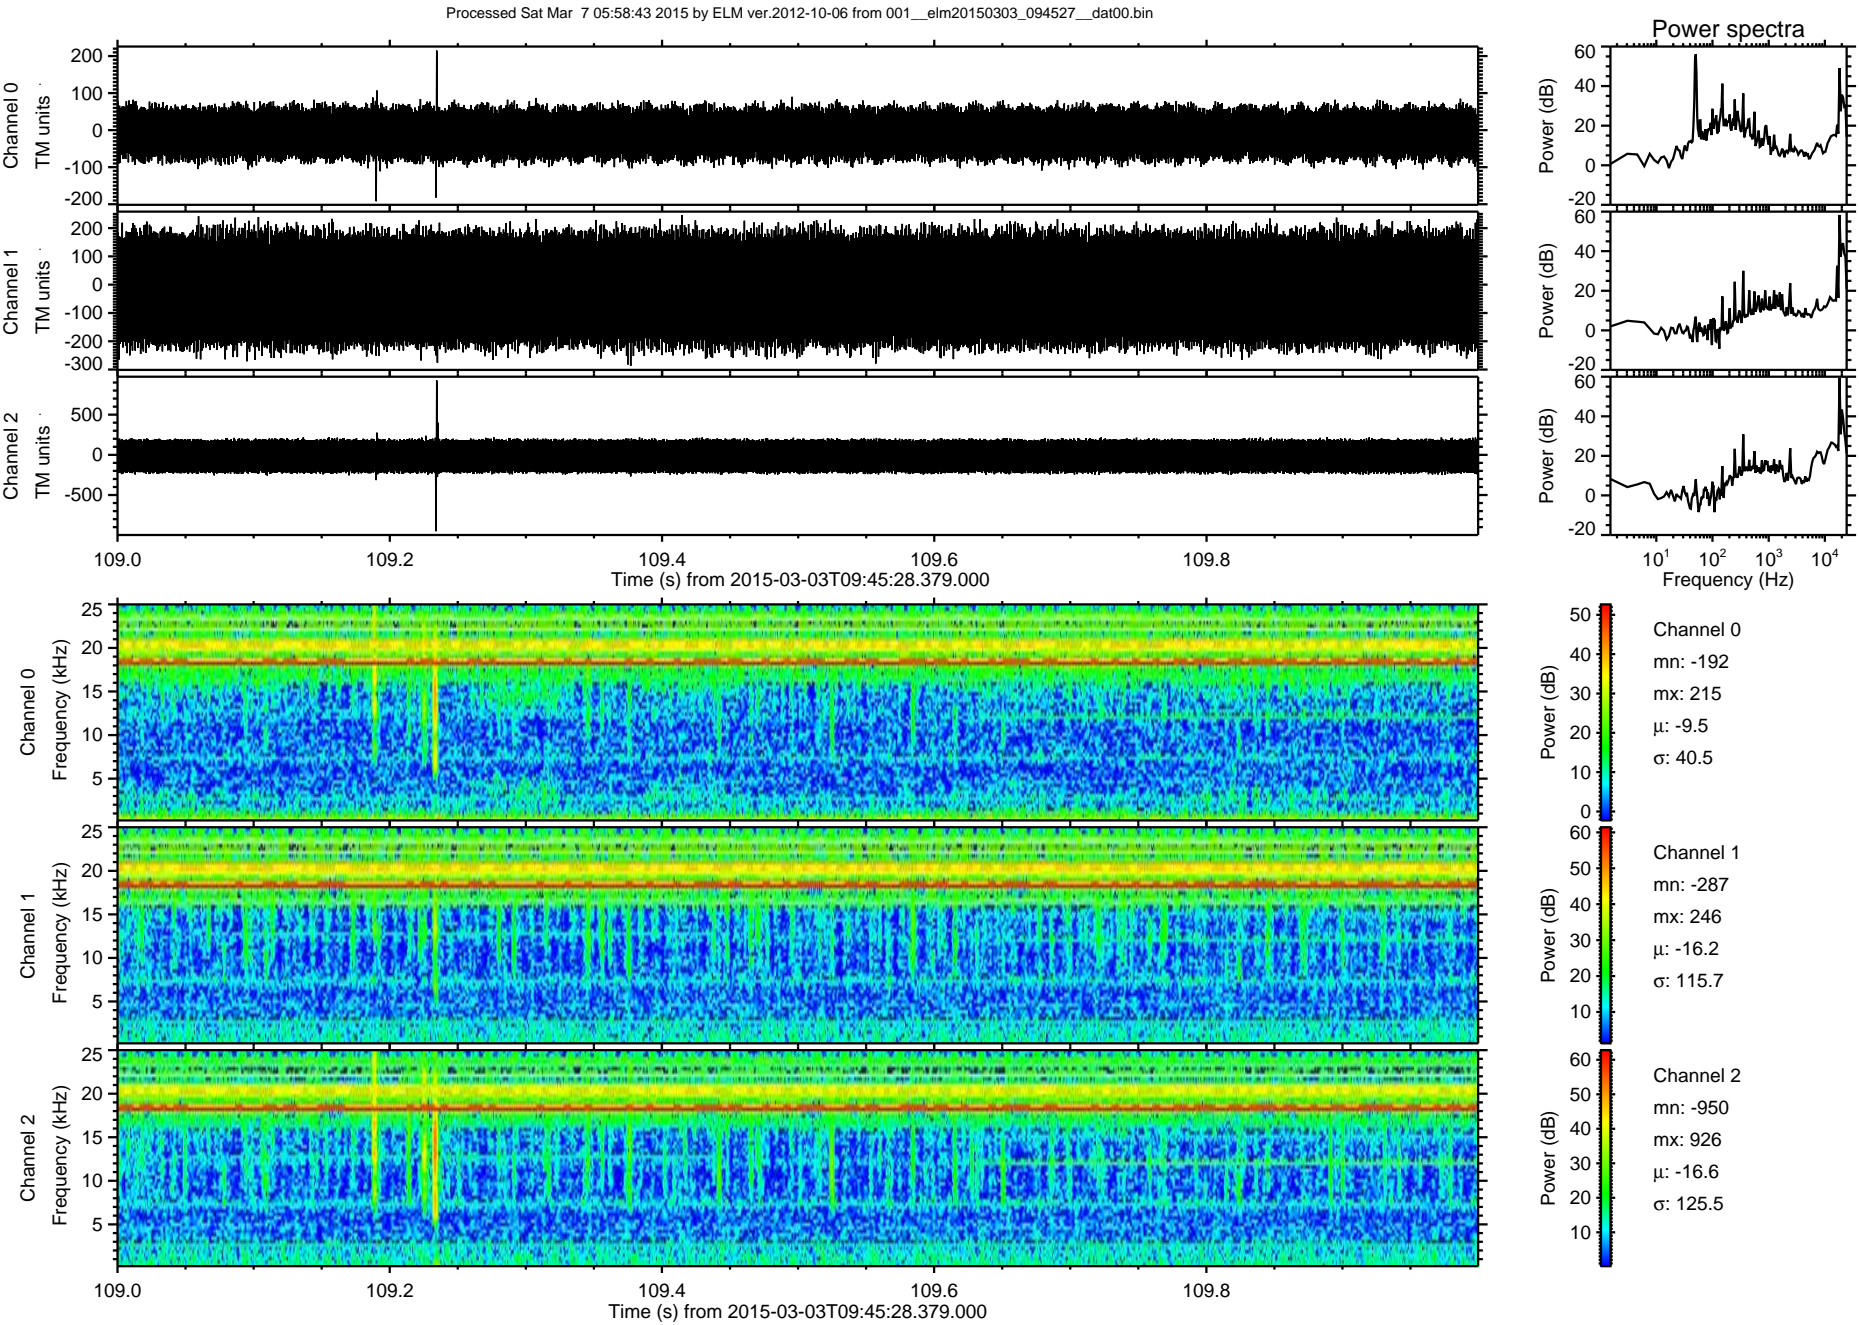 Processed Sat Mar 7 05:58:43 2015 by ELM ver.2012-10-06 from 001__elm20150303_094527__dat00.bin
Power spectra
Channel 0
TM units
200
100
0
-100
-200
Power (dB)
60
40
20
0
-20
Channel 1
TM units
200
100
0
-100
-200
-300
Power (dB)
60
40
20
0
-20
Channel 2
TM units
500
0
-500
Power (dB)
60
40
20
0
-20
109.0 109.2 109.4 109.6 109.8
Time (s) from 2015-03-03T09:45:28.379.000
10¹ 10² 10³ 10⁴
Frequency (Hz)
Channel 0
Frequency (kHz)
25
20
15
10
5
Power (dB)
50
40
30
20
10
0
Channel 0
mn: -192
mx: 215
μ: -9.5
σ: 40.5
Channel 1
Frequency (kHz)
25
20
15
10
5
Power (dB)
60
50
40
30
20
10
Channel 1
mn: -287
mx: 246
μ: -16.2
σ: 115.7
Channel 2
Frequency (kHz)
25
20
15
10
5
Power (dB)
60
50
40
30
20
10
Channel 2
mn: -950
mx: 926
μ: -16.6
σ: 125.5
109.0 109.2 109.4 109.6 109.8
Time (s) from 2015-03-03T09:45:28.379.000